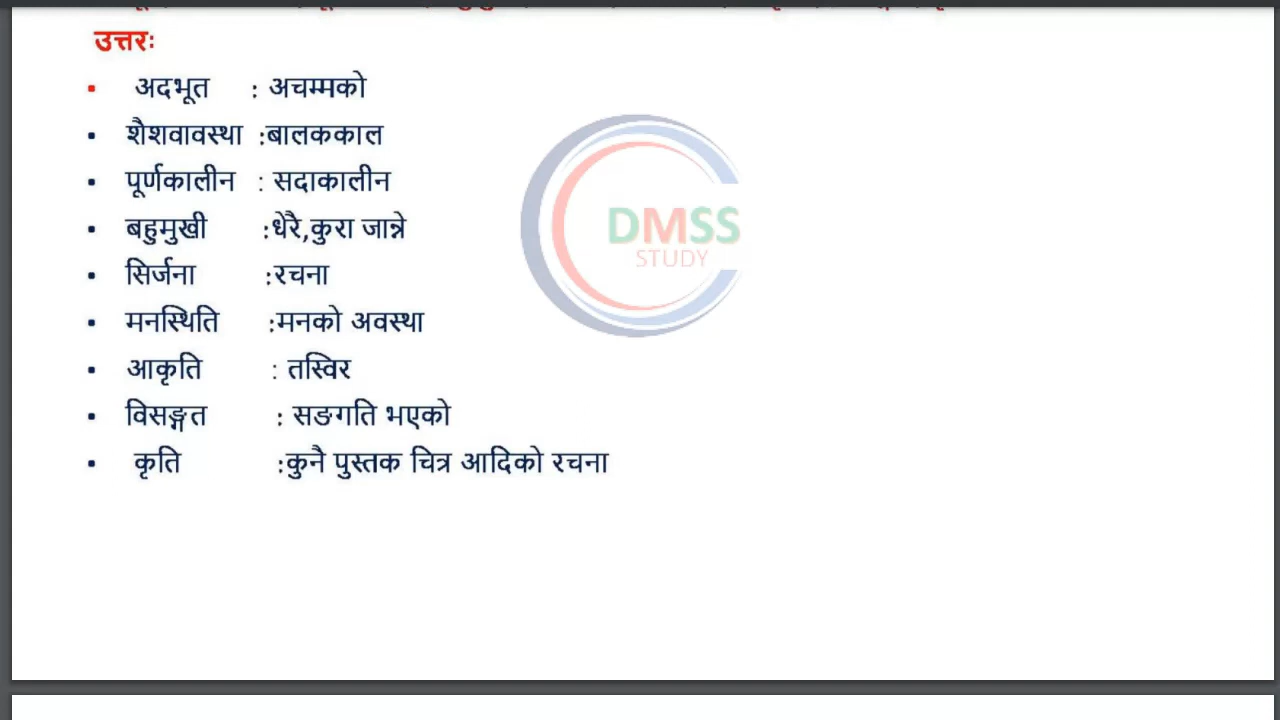 उत्तरः
▪ अदभूत : अचम्मको
▪ शैशवावस्था :बालककाल
▪ पूर्णकालीन : सदाकालीन
▪ बहुमुखी :धेरै,कुरा जान्ने
▪ सिर्जना :रचना
▪ मनस्थिति :मनको अवस्था
▪ आकृति : तस्विर
▪ विसङ्गत : सङगति भएको
▪ कृति :कुनै पुस्तक चित्र आदिको रचना
DMSS
STUDY